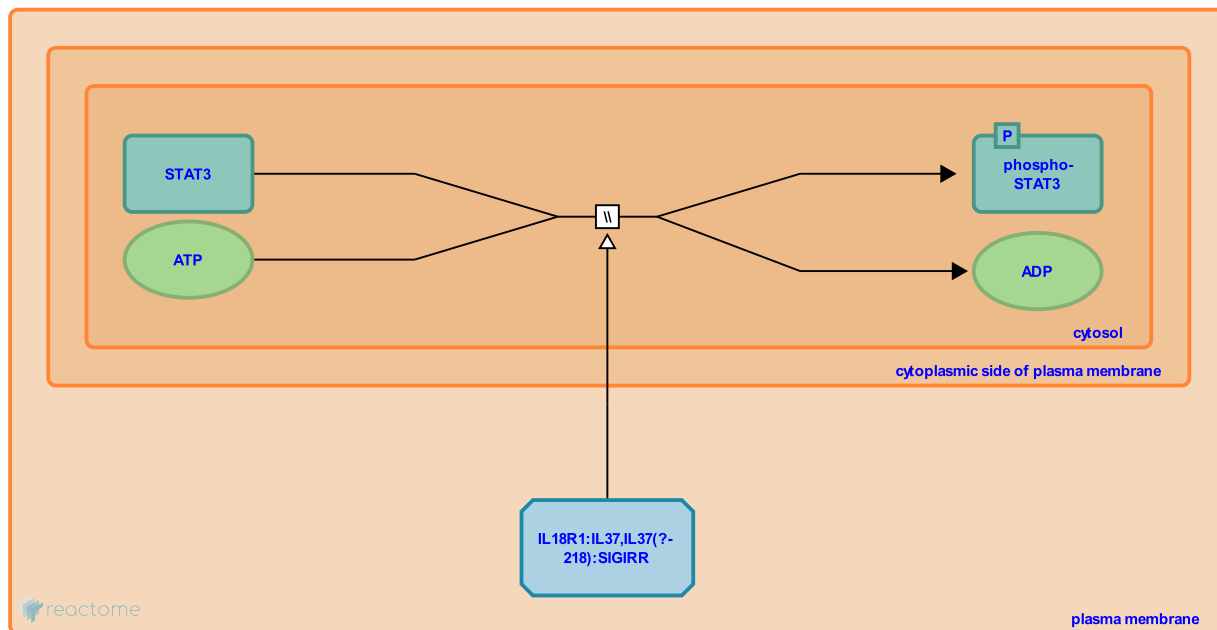 P
STAT3
phospho-
STAT3
\\
ATP
ADP
cytosol
cytoplasmic side of plasma membrane
IL18R1:IL37,IL37(?-
218):SIGIRR
reactome
plasma membrane